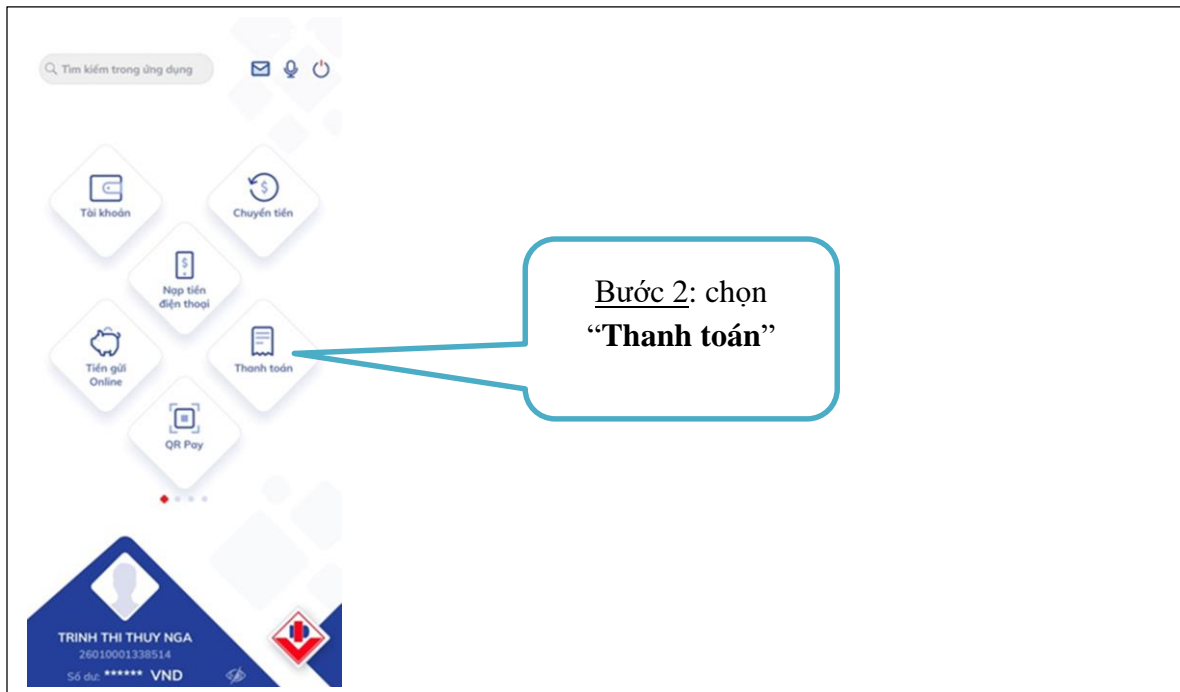 Tìm kiếm trong ứng dụng
Tài khoản
Chuyển tiền
Nạp tiền
điện thoại
Tiền gửi
Online
Thanh toán
QR Pay
Bước 2: chọn
“Thanh toán”
TRINH THI THUY NGA
26010001338514
Số dư: ****** VND